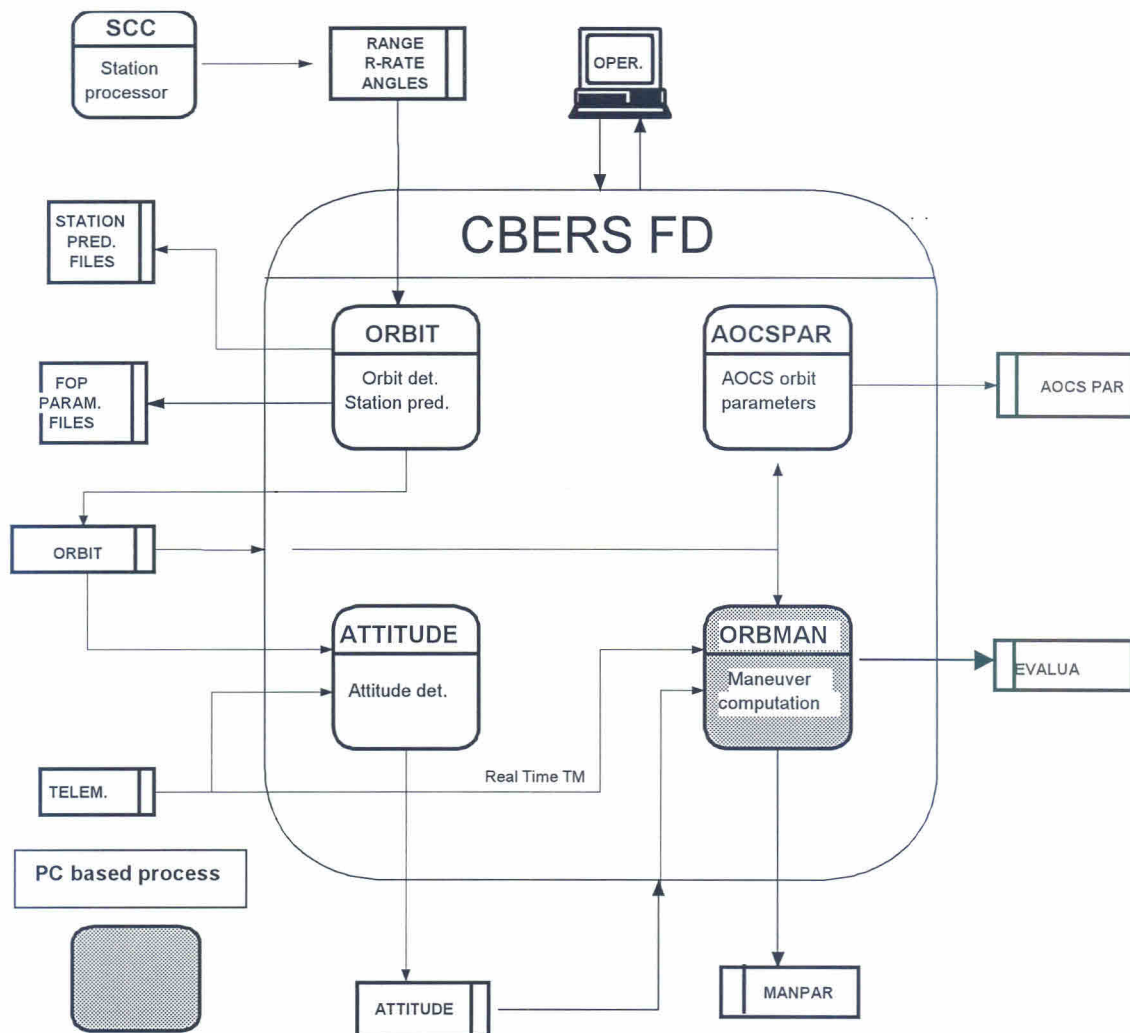 SCC
Station
processor
RANGE
R-RATE
ANGLES
OPER.
CBERS FD
STATION
PRED.
FILES
ORBIT
Orbit det.
Station pred.
AOCSPAR
AOCS orbit
parameters
AOCS PAR
FOP
PARAM.
FILES
ORBIT
ATTITUDE
Attitude det.
ORBMAN
Maneuver
computation
EVALUA
Real Time TM
TELEM.
PC based process
ATTITUDE
MANPAR